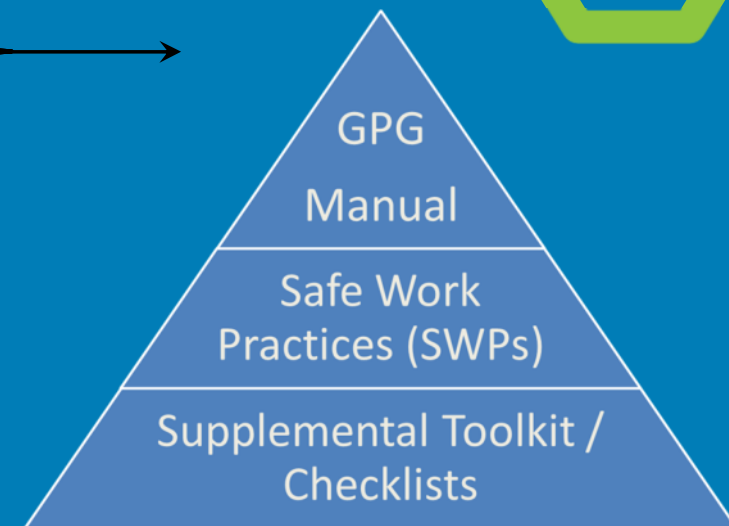 GPG
Manual
Safe Work
Practices (SWPs)
Supplemental Toolkit /
Checklists